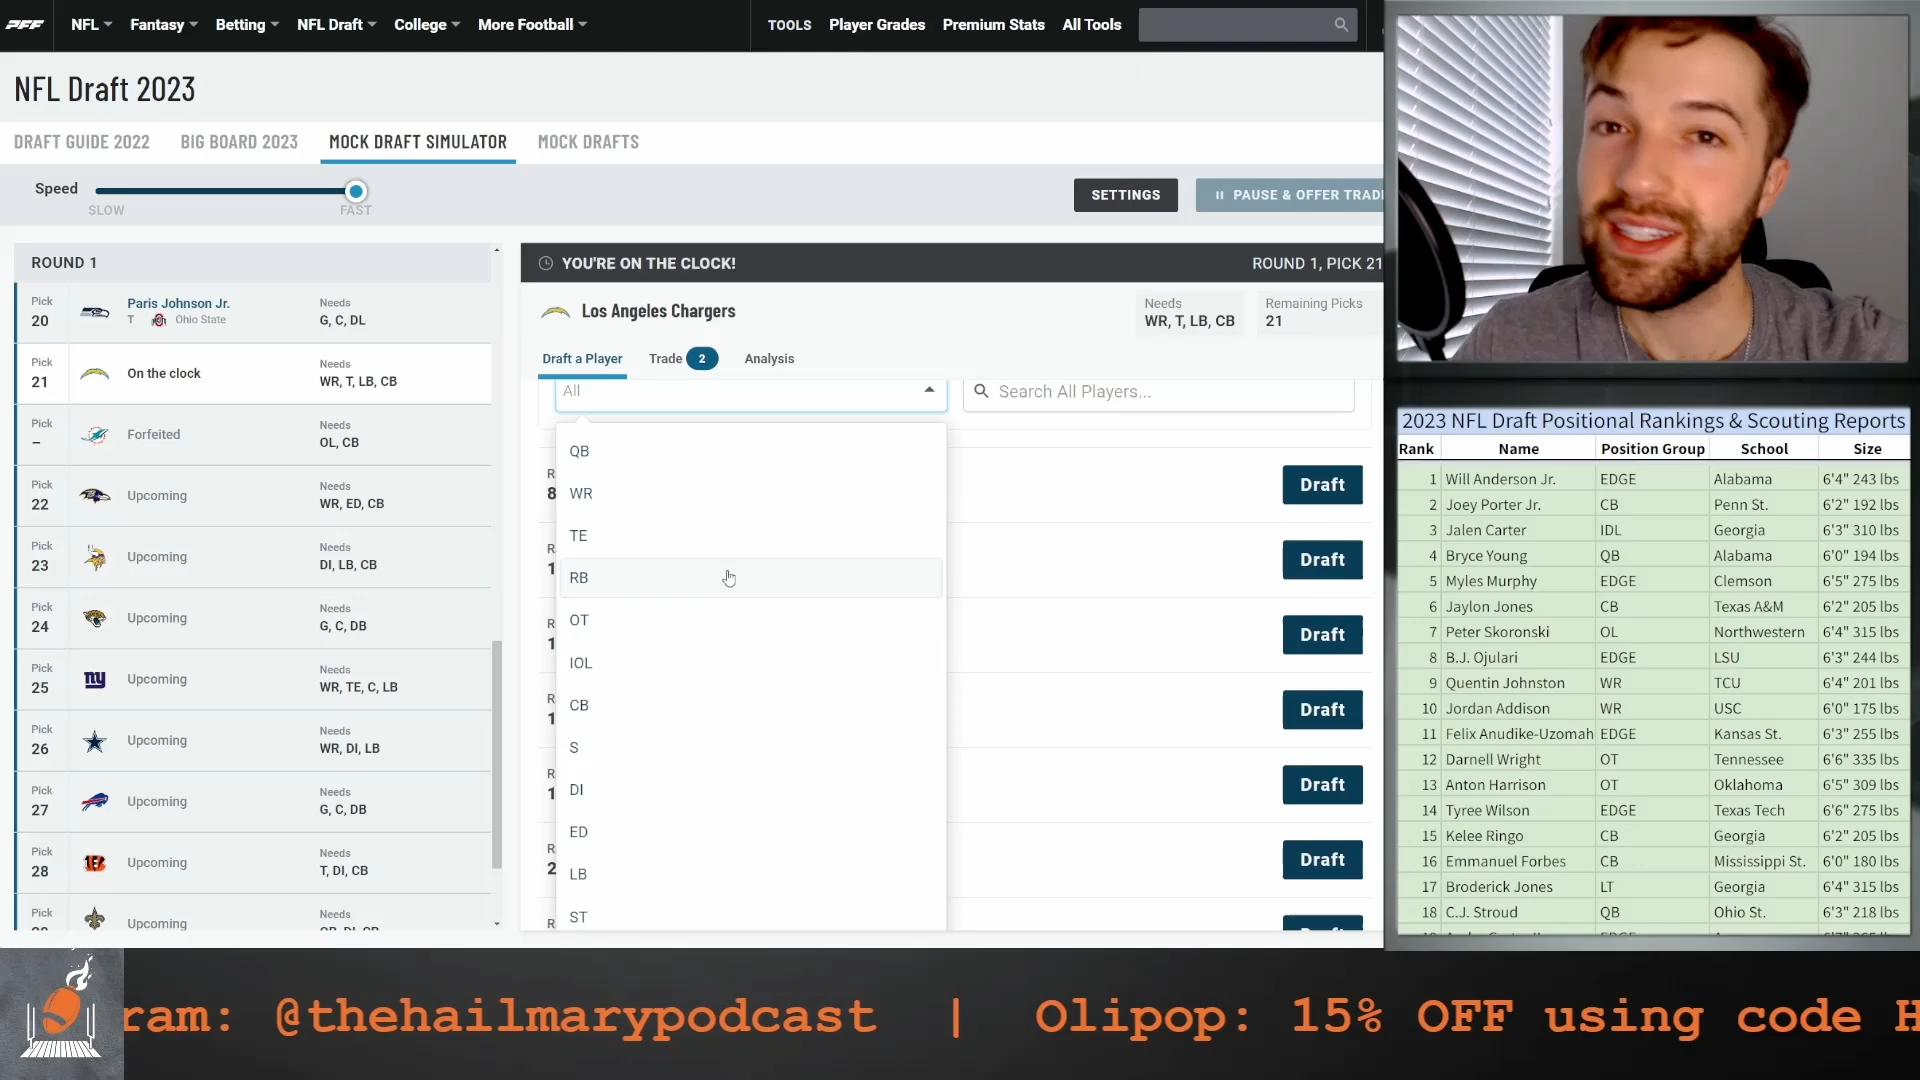 PFF NFL Fantasy Betting NFL Draft College More Football TOOLS Player Grades Premium Stats All Tools
NFL Draft 2023
DRAFT GUIDE 2022 BIG BOARD 2023 MOCK DRAFT SIMULATOR MOCK DRAFTS
Speed
SLOW FAST
SETTINGS PAUSE & OFFER TRAD
ROUND 1
Pick 20 Paris Johnson Jr. T Ohio State Needs G, C, DL
Pick 21 On the clock Needs WR, T, LB, CB
Pick – Forfeited Needs OL, CB
Pick 22 Upcoming Needs WR, ED, CB
Pick 23 Upcoming Needs DI, LB, CB
Pick 24 Upcoming Needs G, C, DB
Pick 25 ny Upcoming Needs WR, TE, C, LB
Pick 26 Upcoming Needs WR, DI, LB
Pick 27 Upcoming Needs G, C, DB
Pick 28 Upcoming Needs T, DI, CB
Pick Upcoming Needs
YOU'RE ON THE CLOCK! ROUND 1, PICK 21
Los Angeles Chargers
Needs
WR, T, LB, CB
Remaining Picks
21
Draft a Player Trade 2 Analysis
All Search All Players...
QB
WR
TE
RB
OT
IOL
CB
S
DI
ED
LB
ST
Draft
Draft
Draft
Draft
Draft
Draft
2023 NFL Draft Positional Rankings & Scouting Reports
Rank Name Position Group School Size
1 Will Anderson Jr. EDGE Alabama 6'4" 243 lbs
2 Joey Porter Jr. CB Penn St. 6'2" 192 lbs
3 Jalen Carter IDL Georgia 6'3" 310 lbs
4 Bryce Young QB Alabama 6'0" 194 lbs
5 Myles Murphy EDGE Clemson 6'5" 275 lbs
6 Jaylon Jones CB Texas A&M 6'2" 205 lbs
7 Peter Skoronski OL Northwestern 6'4" 315 lbs
8 B.J. Ojulari EDGE LSU 6'3" 244 lbs
9 Quentin Johnston WR TCU 6'4" 201 lbs
10 Jordan Addison WR USC 6'0" 175 lbs
11 Felix Anudike-Uzomah EDGE Kansas St. 6'3" 255 lbs
12 Darnell Wright OT Tennessee 6'6" 335 lbs
13 Anton Harrison OT Oklahoma 6'5" 309 lbs
14 Tyree Wilson EDGE Texas Tech 6'6" 275 lbs
15 Kelee Ringo CB Georgia 6'2" 205 lbs
16 Emmanuel Forbes CB Mississippi St. 6'0" 180 lbs
17 Broderick Jones LT Georgia 6'4" 315 lbs
18 C.J. Stroud QB Ohio St. 6'3" 218 lbs
ram: @thehailmarypodcast | Olipop: 15% OFF using code H